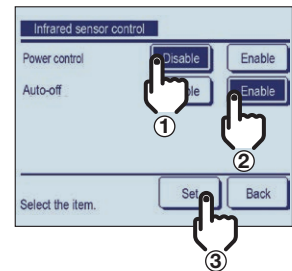 Infrared sensor control
Power control Disable Enable
Auto-off Enable
① ②
Select the item. Set Back
③